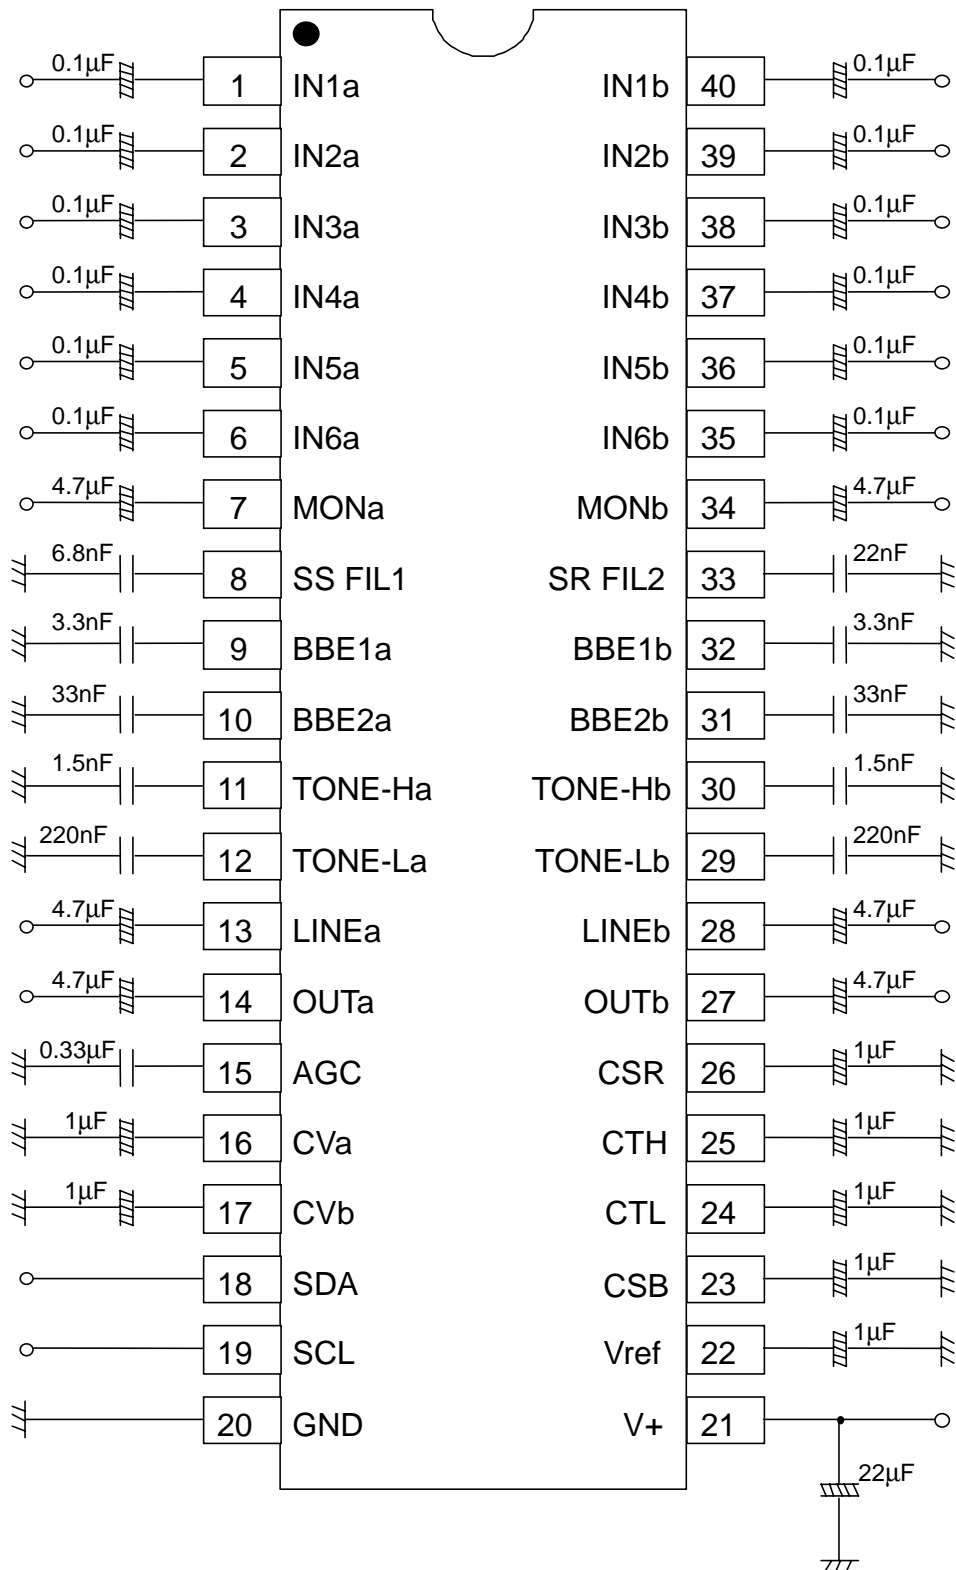 0.1µF 1 IN1a IN1b 40 0.1µF
0.1µF 2 IN2a IN2b 39 0.1µF
0.1µF 3 IN3a IN3b 38 0.1µF
0.1µF 4 IN4a IN4b 37 0.1µF
0.1µF 5 IN5a IN5b 36 0.1µF
0.1µF 6 IN6a IN6b 35 0.1µF
4.7µF 7 MONa MONb 34 4.7µF
6.8nF 8 SS FIL1 SR FIL2 33 22nF
3.3nF 9 BBE1a BBE1b 32 3.3nF
33nF 10 BBE2a BBE2b 31 33nF
1.5nF 11 TONE-Ha TONE-Hb 30 1.5nF
220nF 12 TONE-La TONE-Lb 29 220nF
4.7µF 13 LINEa LINEb 28 4.7µF
4.7µF 14 OUTa OUTb 27 4.7µF
0.33µF 15 AGC CSR 26 1µF
1µF 16 CVa CTH 25 1µF
1µF 17 CVb CTL 24 1µF
18 SDA CSB 23 1µF
19 SCL Vref 22 1µF
20 GND V+ 21
22µF